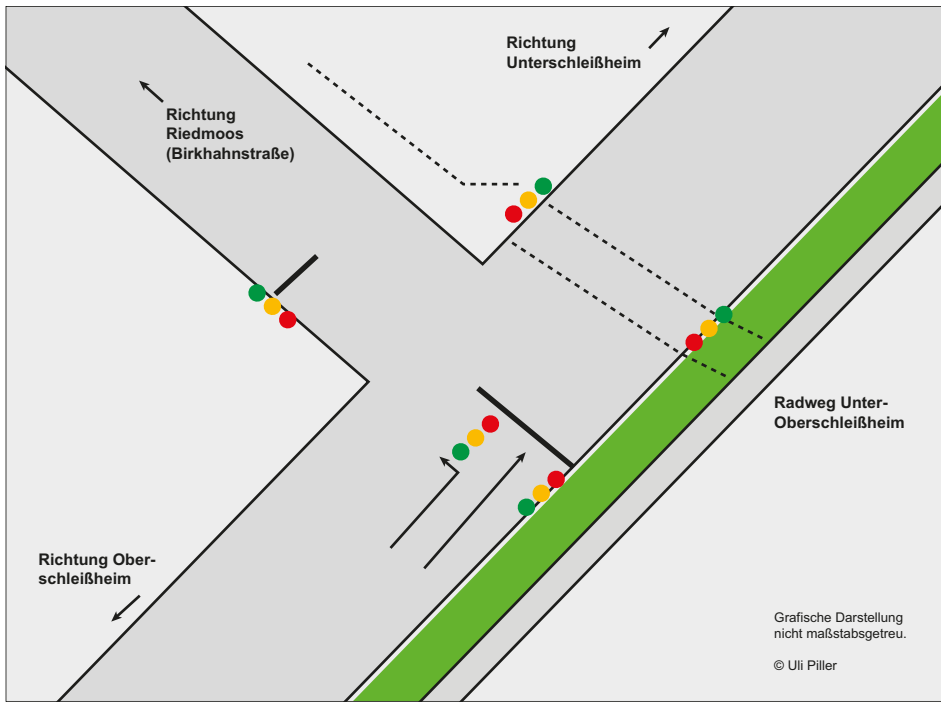 Richtung
Unterschleißheim
Richtung
Riedmoos
(Birkhahnstraße)
Radweg Unter-
Oberschleißheim
Richtung Ober-
schleißheim
Grafische Darstellung
nicht maßstabsgetreu.
© Uli Piller